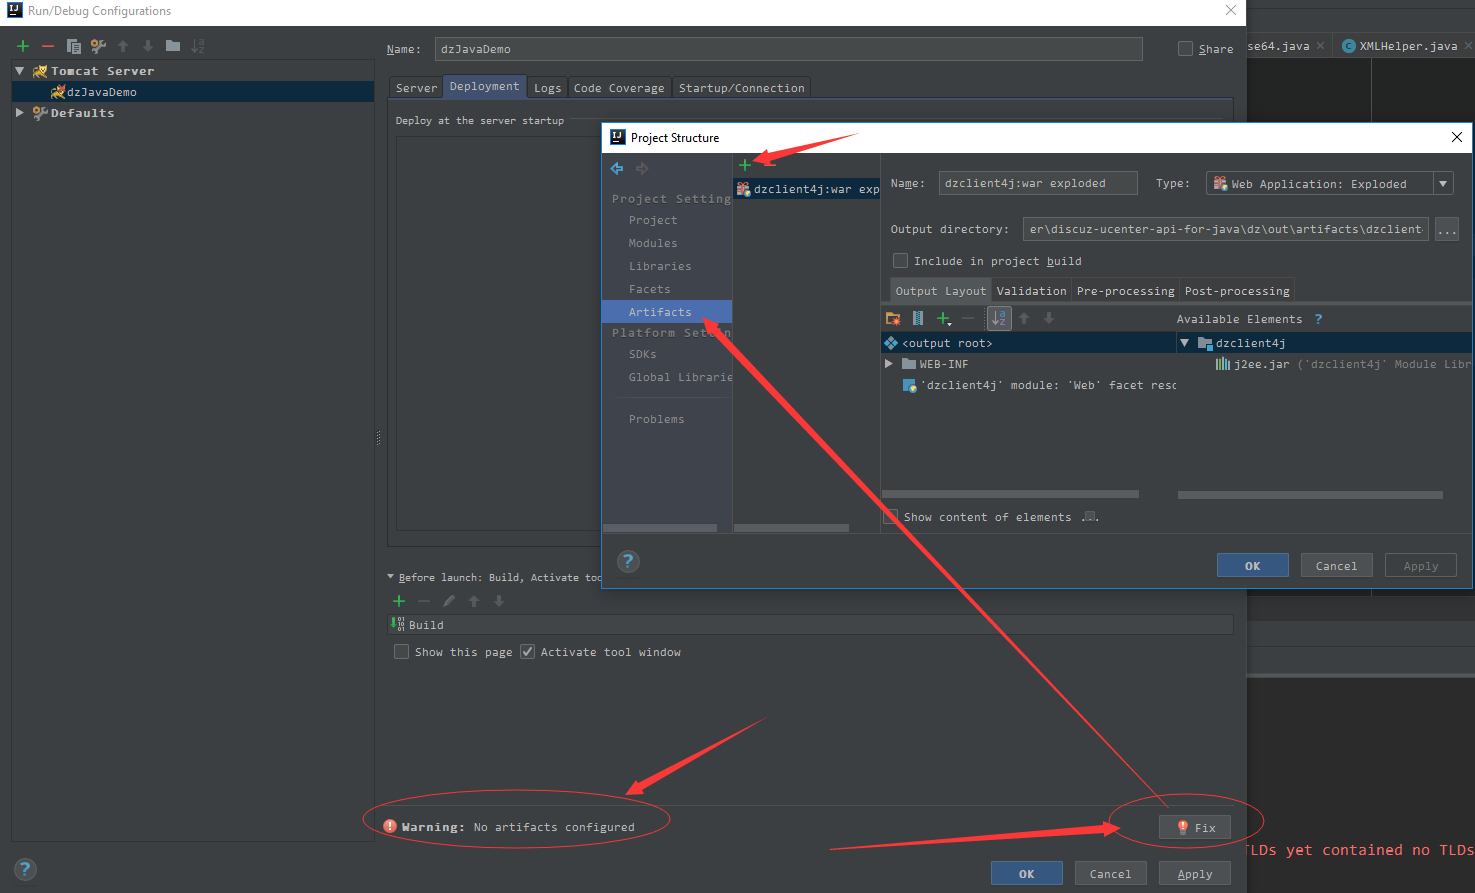 Run/Debug Configurations
Tomcat Server
dzJavaDemo
Defaults
Name: dzJavaDemo
Share
Server Deployment Logs Code Coverage Startup/Connection
Deploy at the server startup
se64.java XMLHelper.java
Project Structure
Project Setting
Project
Modules
Libraries
Facets
Artifacts
Platform Settin
SDKs
Global Librarie
Problems
dzclient4j:war exp
Name: dzclient4j:war exploded Type: Web Application: Exploded
Output directory: er\discuz-ucenter-api-for-java\dz\out\artifacts\dzclient ...
Include in project build
Output Layout Validation Pre-processing Post-processing
Available Elements ?
<output root>
WEB-INF
'dzclient4j' module: 'Web' facet resc
dzclient4j
j2ee.jar ('dzclient4j' Module Libr
Show content of elements ...
?
OK Cancel Apply
Before launch: Build, Activate too
Build
Show this page Activate tool window
Warning: No artifacts configured
Fix
TLDs yet contained no TLDs
?
OK Cancel Apply